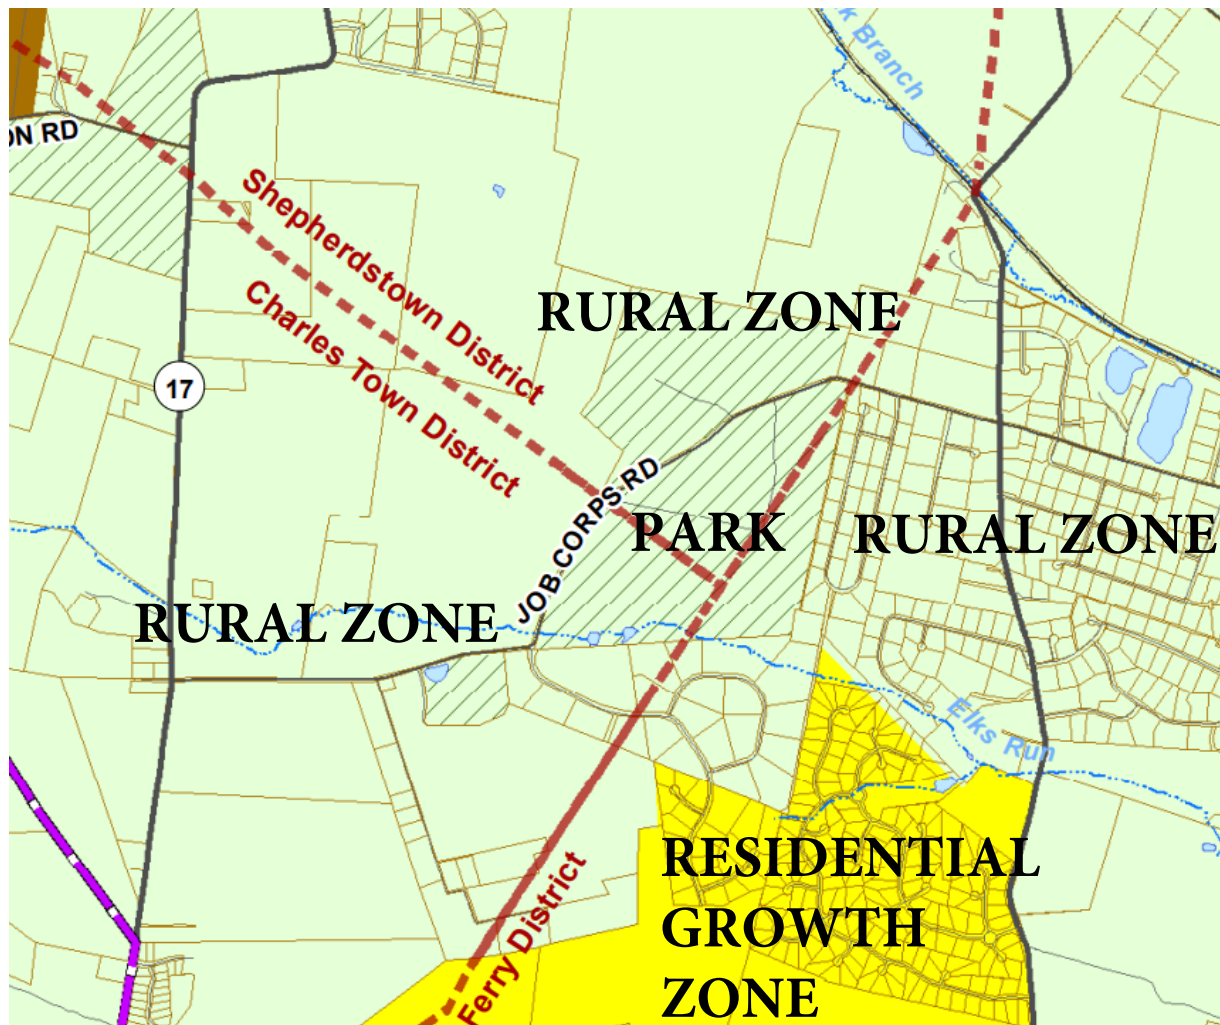 k Branch
ON RD
Shepherdstown District
Charles Town District
RURAL ZONE
17
JOB CORPS RD
PARK
RURAL ZONE
RURAL ZONE
Elks Run
RESIDENTIAL
GROWTH
ZONE
Ferry District